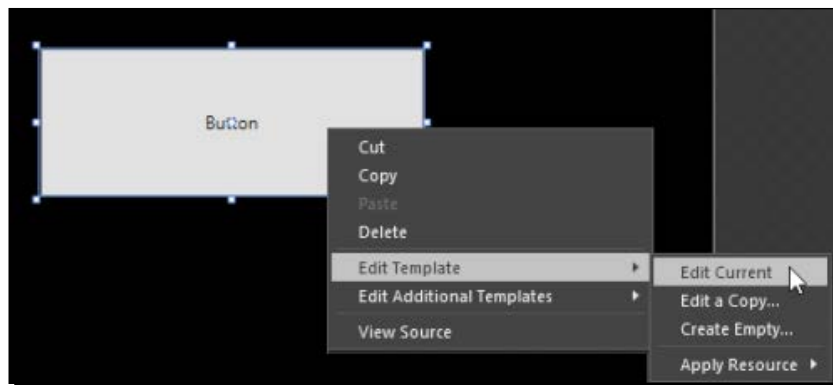 Button
Cut
Copy
Paste
Delete
Edit Template
Edit Additional Templates
View Source
Edit Current
Edit a Copy...
Create Empty...
Apply Resource